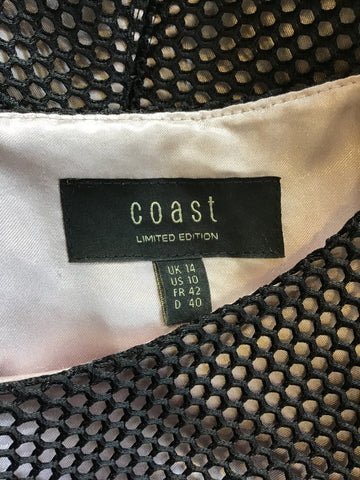 coast
LIMITED EDITION
UK 14
US 10
FR 42
D 40